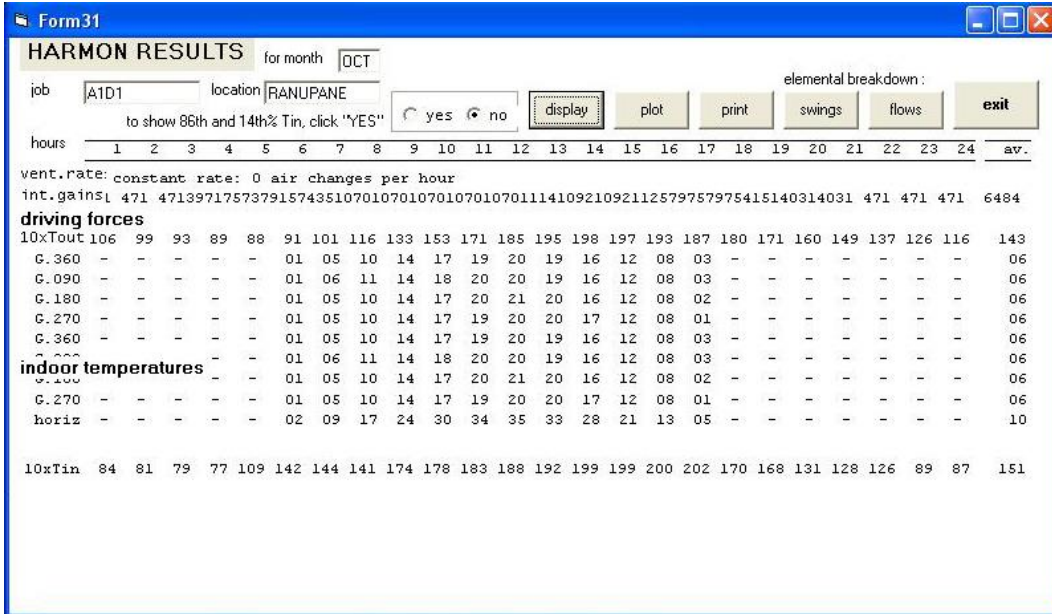 Form31
HARMON RESULTS for month OCT
elemental breakdown :
job A1D1 location RANUPANE
to show 86th and 14th% Tin, click "YES" yes no display plot print swings flows exit
hours 1 2 3 4 5 6 7 8 9 10 11 12 13 14 15 16 17 18 19 20 21 22 23 24 av.
vent.rate: constant rate: 0 air changes per hour
int.gains 471 47139717573791574351070107010701070107011141092109211257975797541514031403l 471 471 471 6484
driving forces
10xTout 106 99 93 89 88 91 101 116 133 153 171 185 195 198 197 193 187 180 171 160 149 137 126 116 143
G.360 - - - - - 01 05 10 14 17 19 20 19 16 12 08 03 - - - - - - - 06
G.090 - - - - - 01 06 11 14 18 20 20 19 16 12 08 03 - - - - - - - 06
G.180 - - - - - 01 05 10 14 17 20 21 20 16 12 08 02 - - - - - - - 06
G.270 - - - - - 01 05 10 14 17 19 20 20 17 12 08 01 - - - - - - - 06
G.360 - - - - - 01 05 10 14 17 19 20 19 16 12 08 03 - - - - - - - 06
- - 01 06 11 14 18 20 20 19 16 12 08 03 - - - - - - - 06
indoor temperatures
- - 01 05 10 14 17 20 21 20 16 12 08 02 - - - - - - - 06
G.270 - - - - - 01 05 10 14 17 19 20 20 17 12 08 01 - - - - - - - 06
horiz - - - - - 02 09 17 24 30 34 35 33 28 21 13 05 - - - - - - - 10
10xTin 84 81 79 77 109 142 144 141 174 178 183 188 192 199 199 200 202 170 168 131 128 126 89 87 151